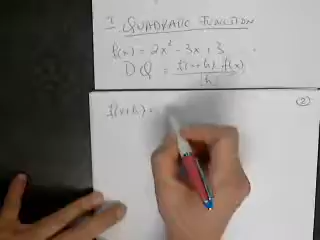 I. QUADRATIC FUNCTION
f(x) = 2x² - 3x + 3
DQ = f(x+h) - f(x) / h
f(x+h) =
②